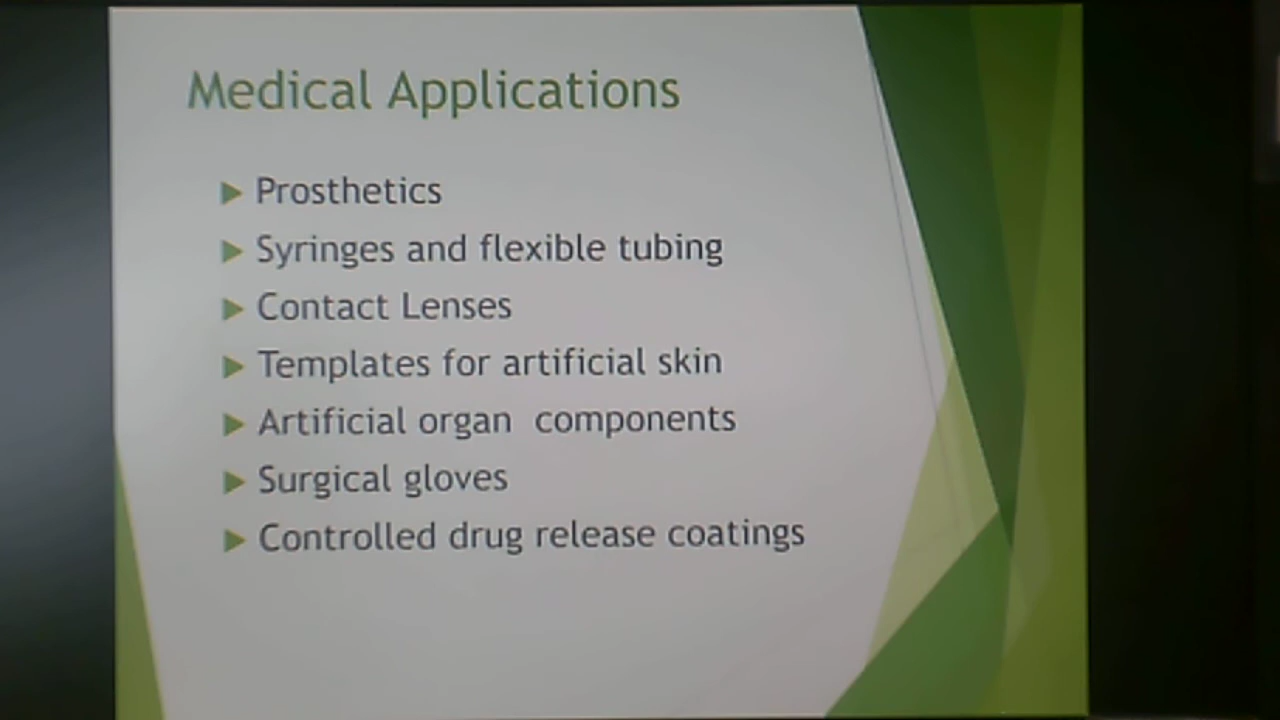 Medical Applications
Prosthetics
Syringes and flexible tubing
Contact Lenses
Templates for artificial skin
Artificial organ components
Surgical gloves
Controlled drug release coatings